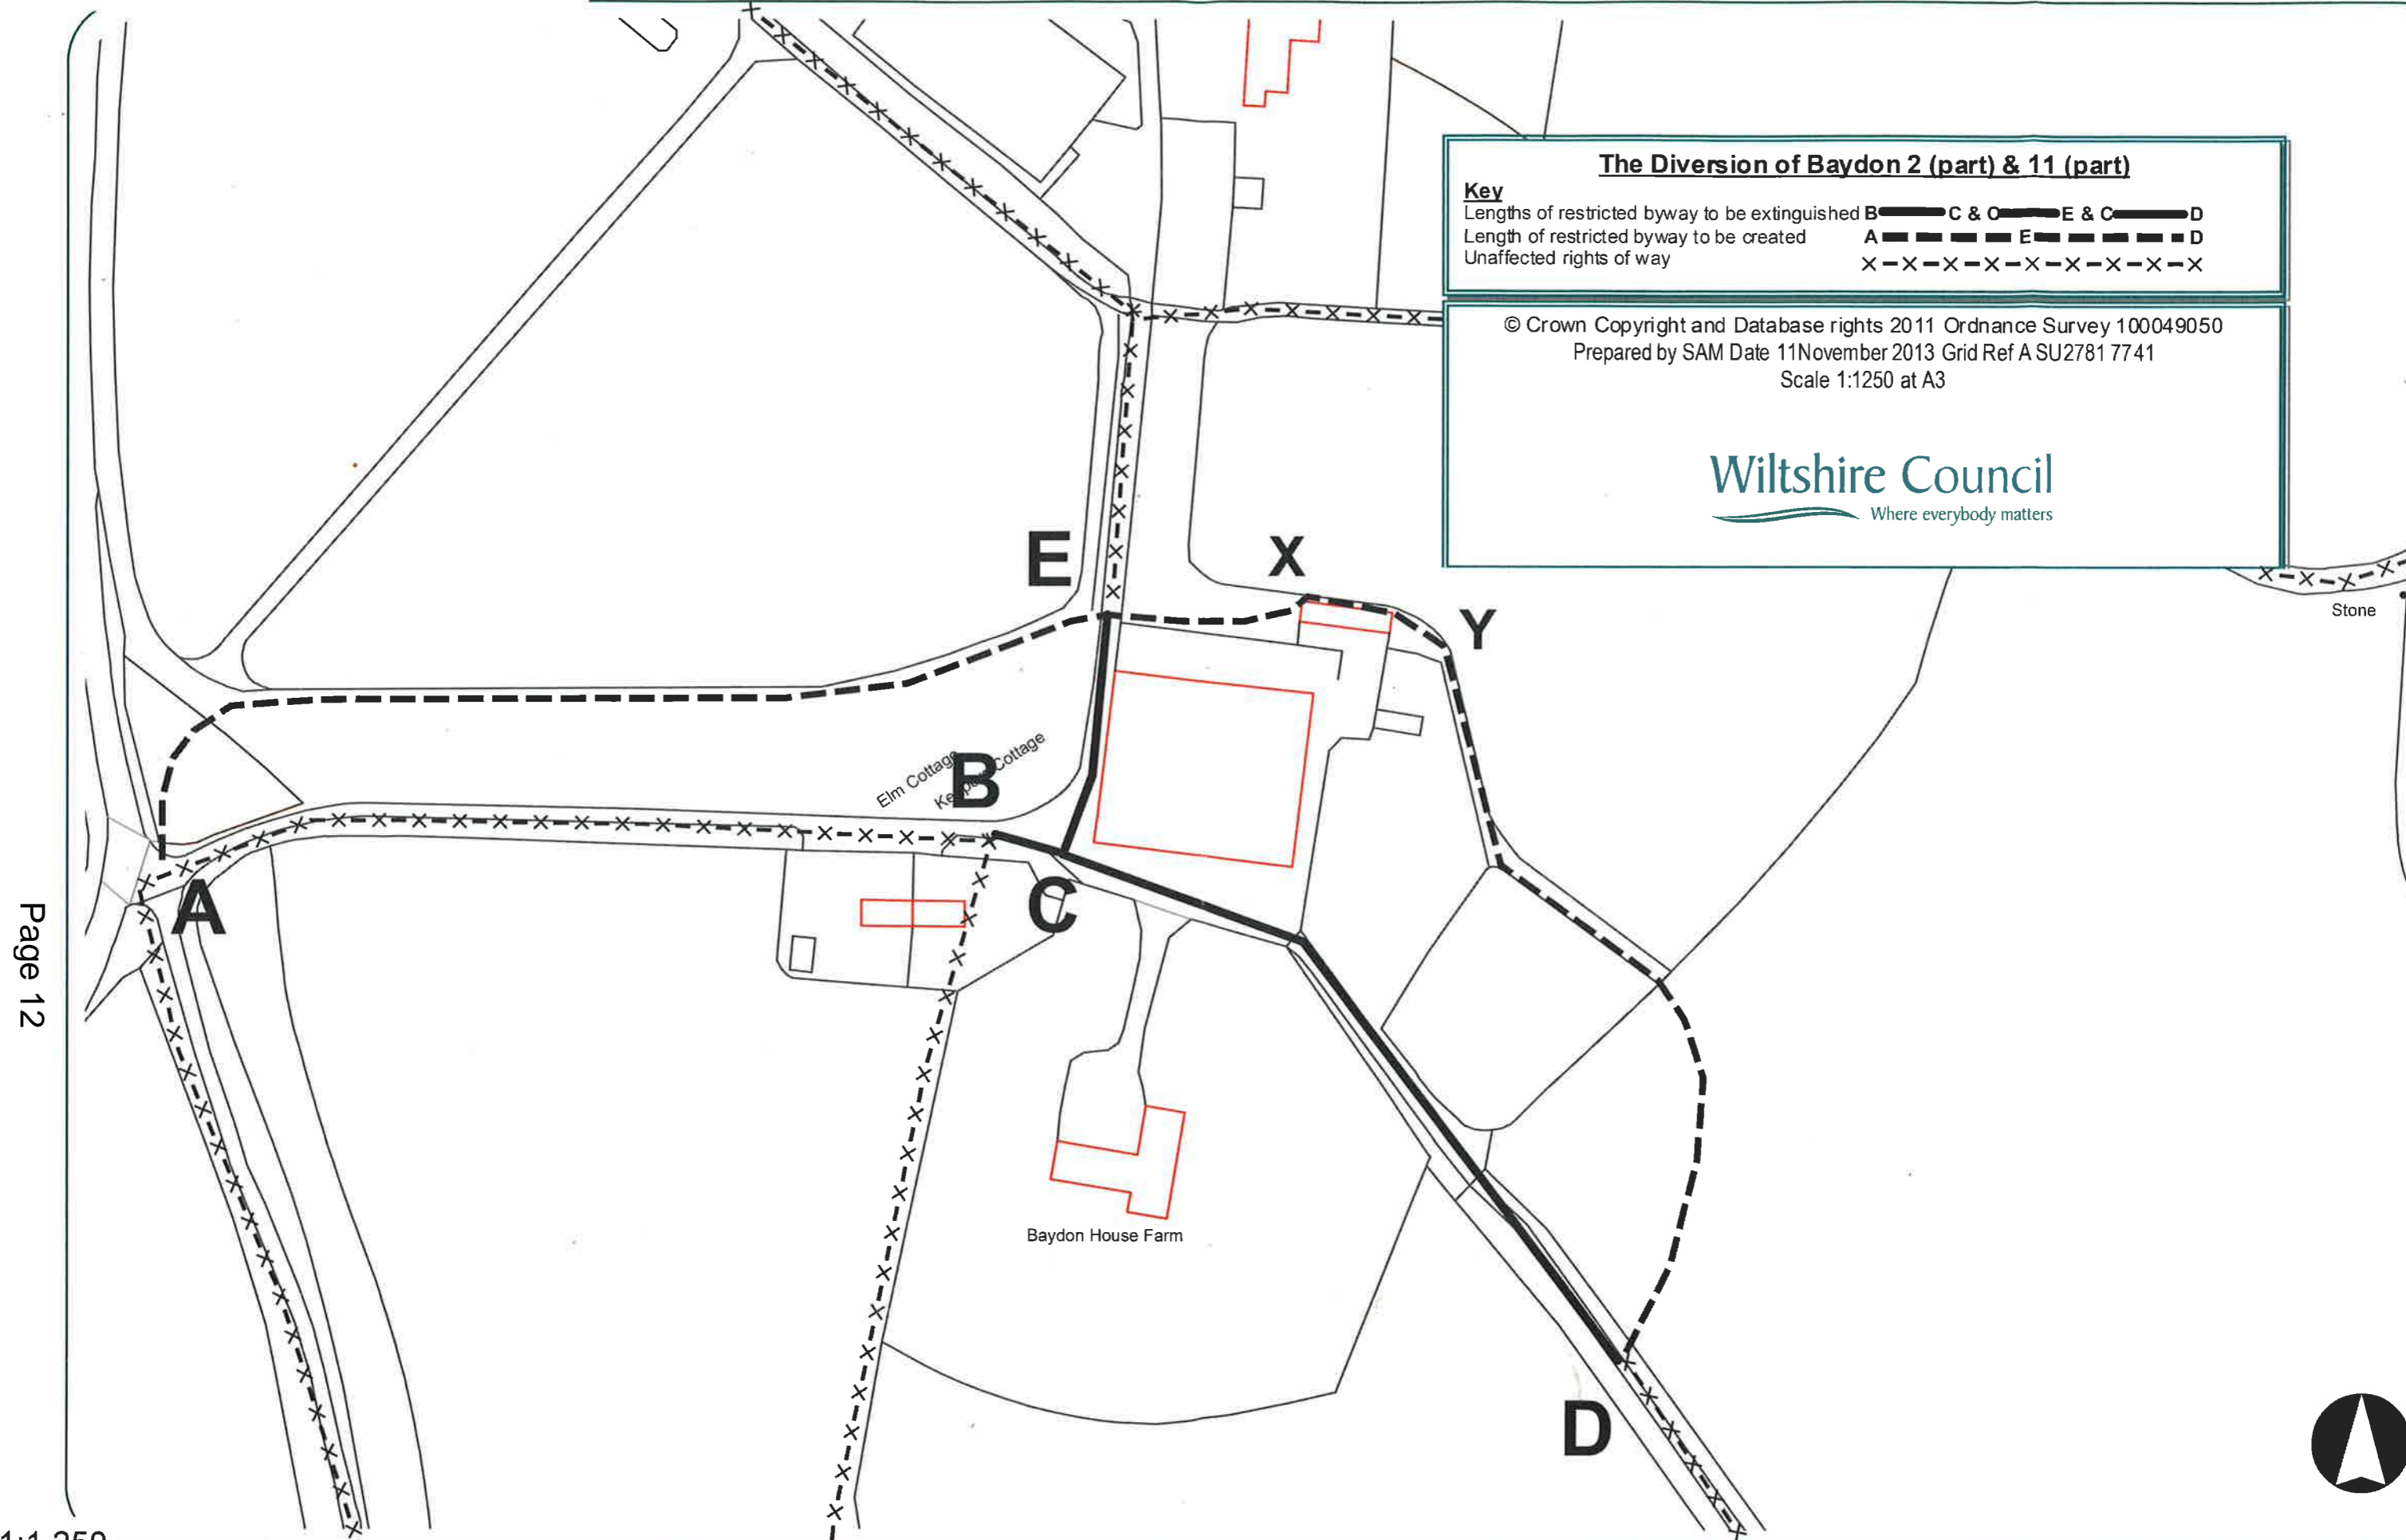 The Diversion of Baydon 2 (part) & 11 (part)
Key
Lengths of restricted byway to be extinguished B C & C E & C D
Length of restricted byway to be created A E D
Unaffected rights of way
© Crown Copyright and Database rights 2011 Ordnance Survey 100049050
Prepared by SAM Date 11November 2013 Grid Ref A SU2781 7741
Scale 1:1250 at A3
Wiltshire Council
Where everybody matters
E
X
Y
Stone
Elm Cottage
Cottage
B
A
C
Page 12
Baydon House Farm
D